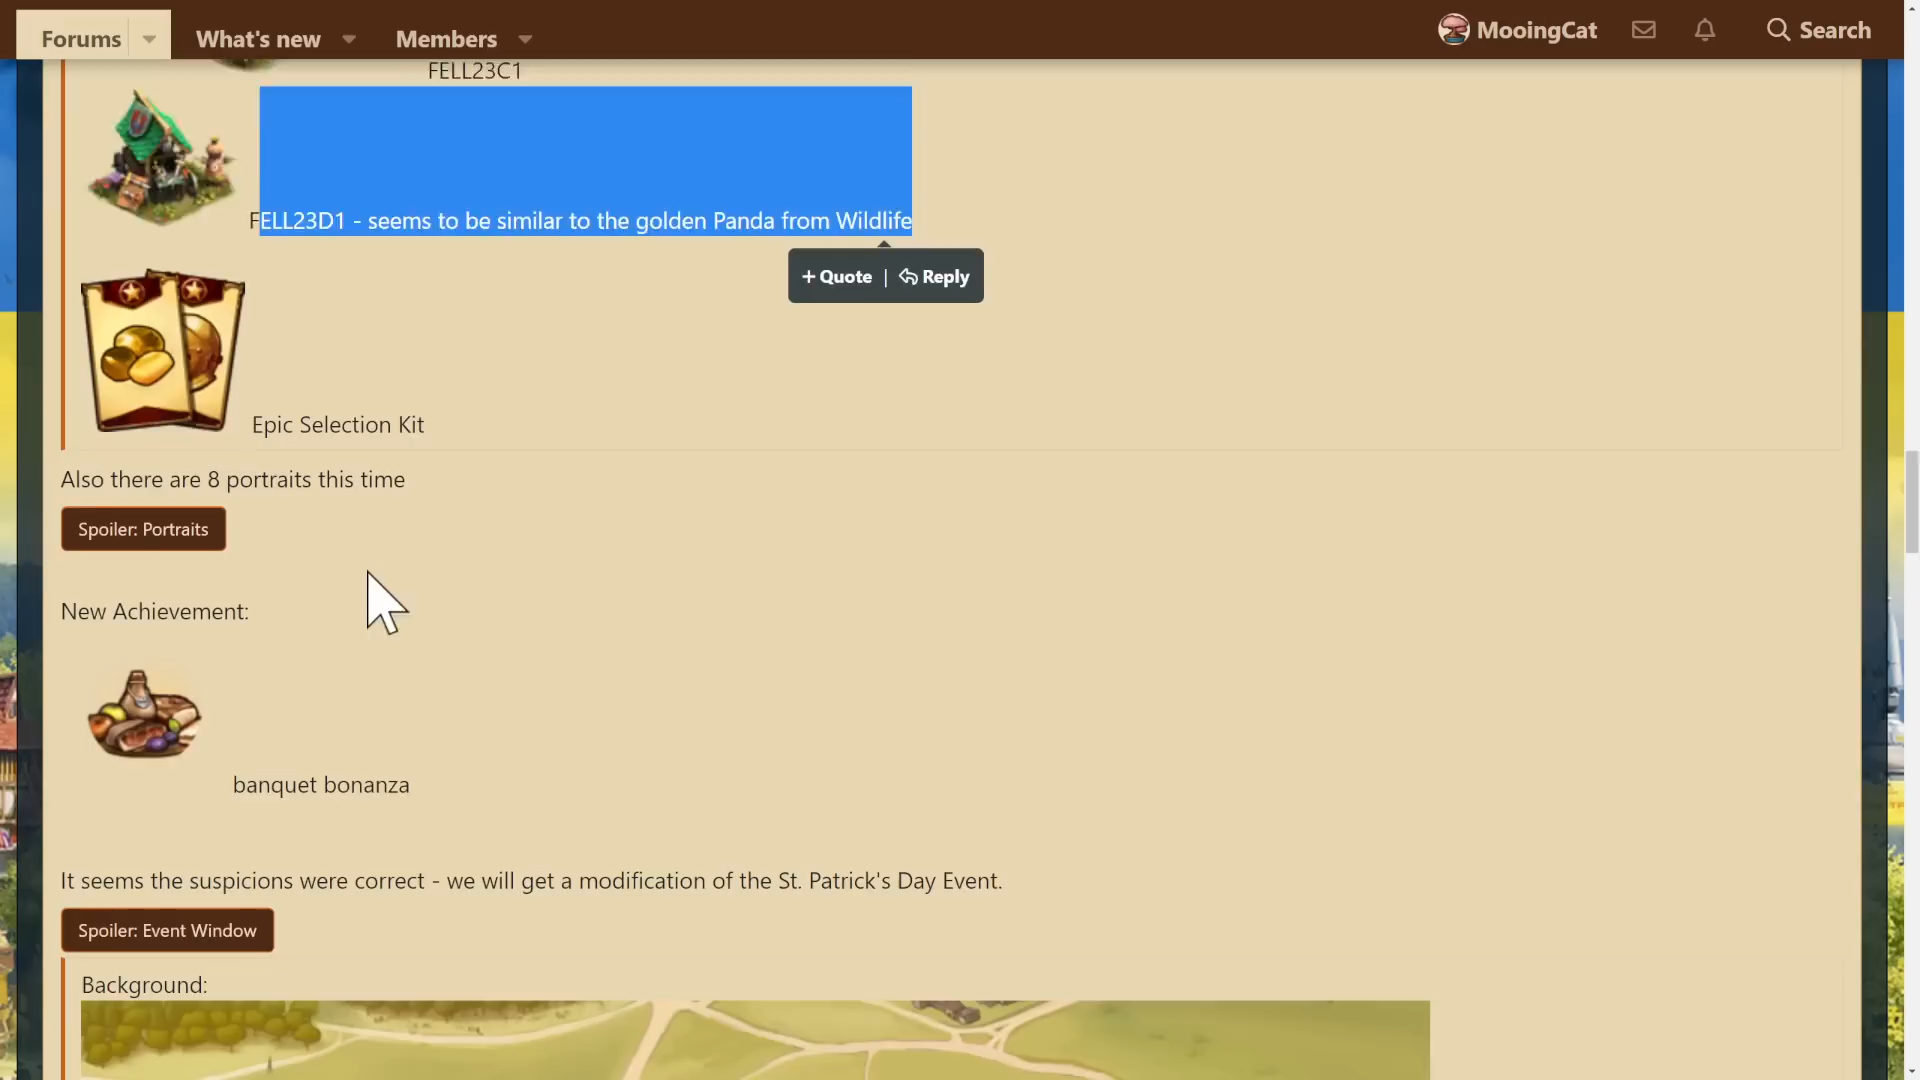 Forums
What's new
Members
MooingCat
Search
FELL23C1
FELL23D1 - seems to be similar to the golden Panda from Wildlife
+ Quote | Reply
Epic Selection Kit
Also there are 8 portraits this time
Spoiler: Portraits
New Achievement:
banquet bonanza
It seems the suspicions were correct - we will get a modification of the St. Patrick's Day Event.
Spoiler: Event Window
Background: